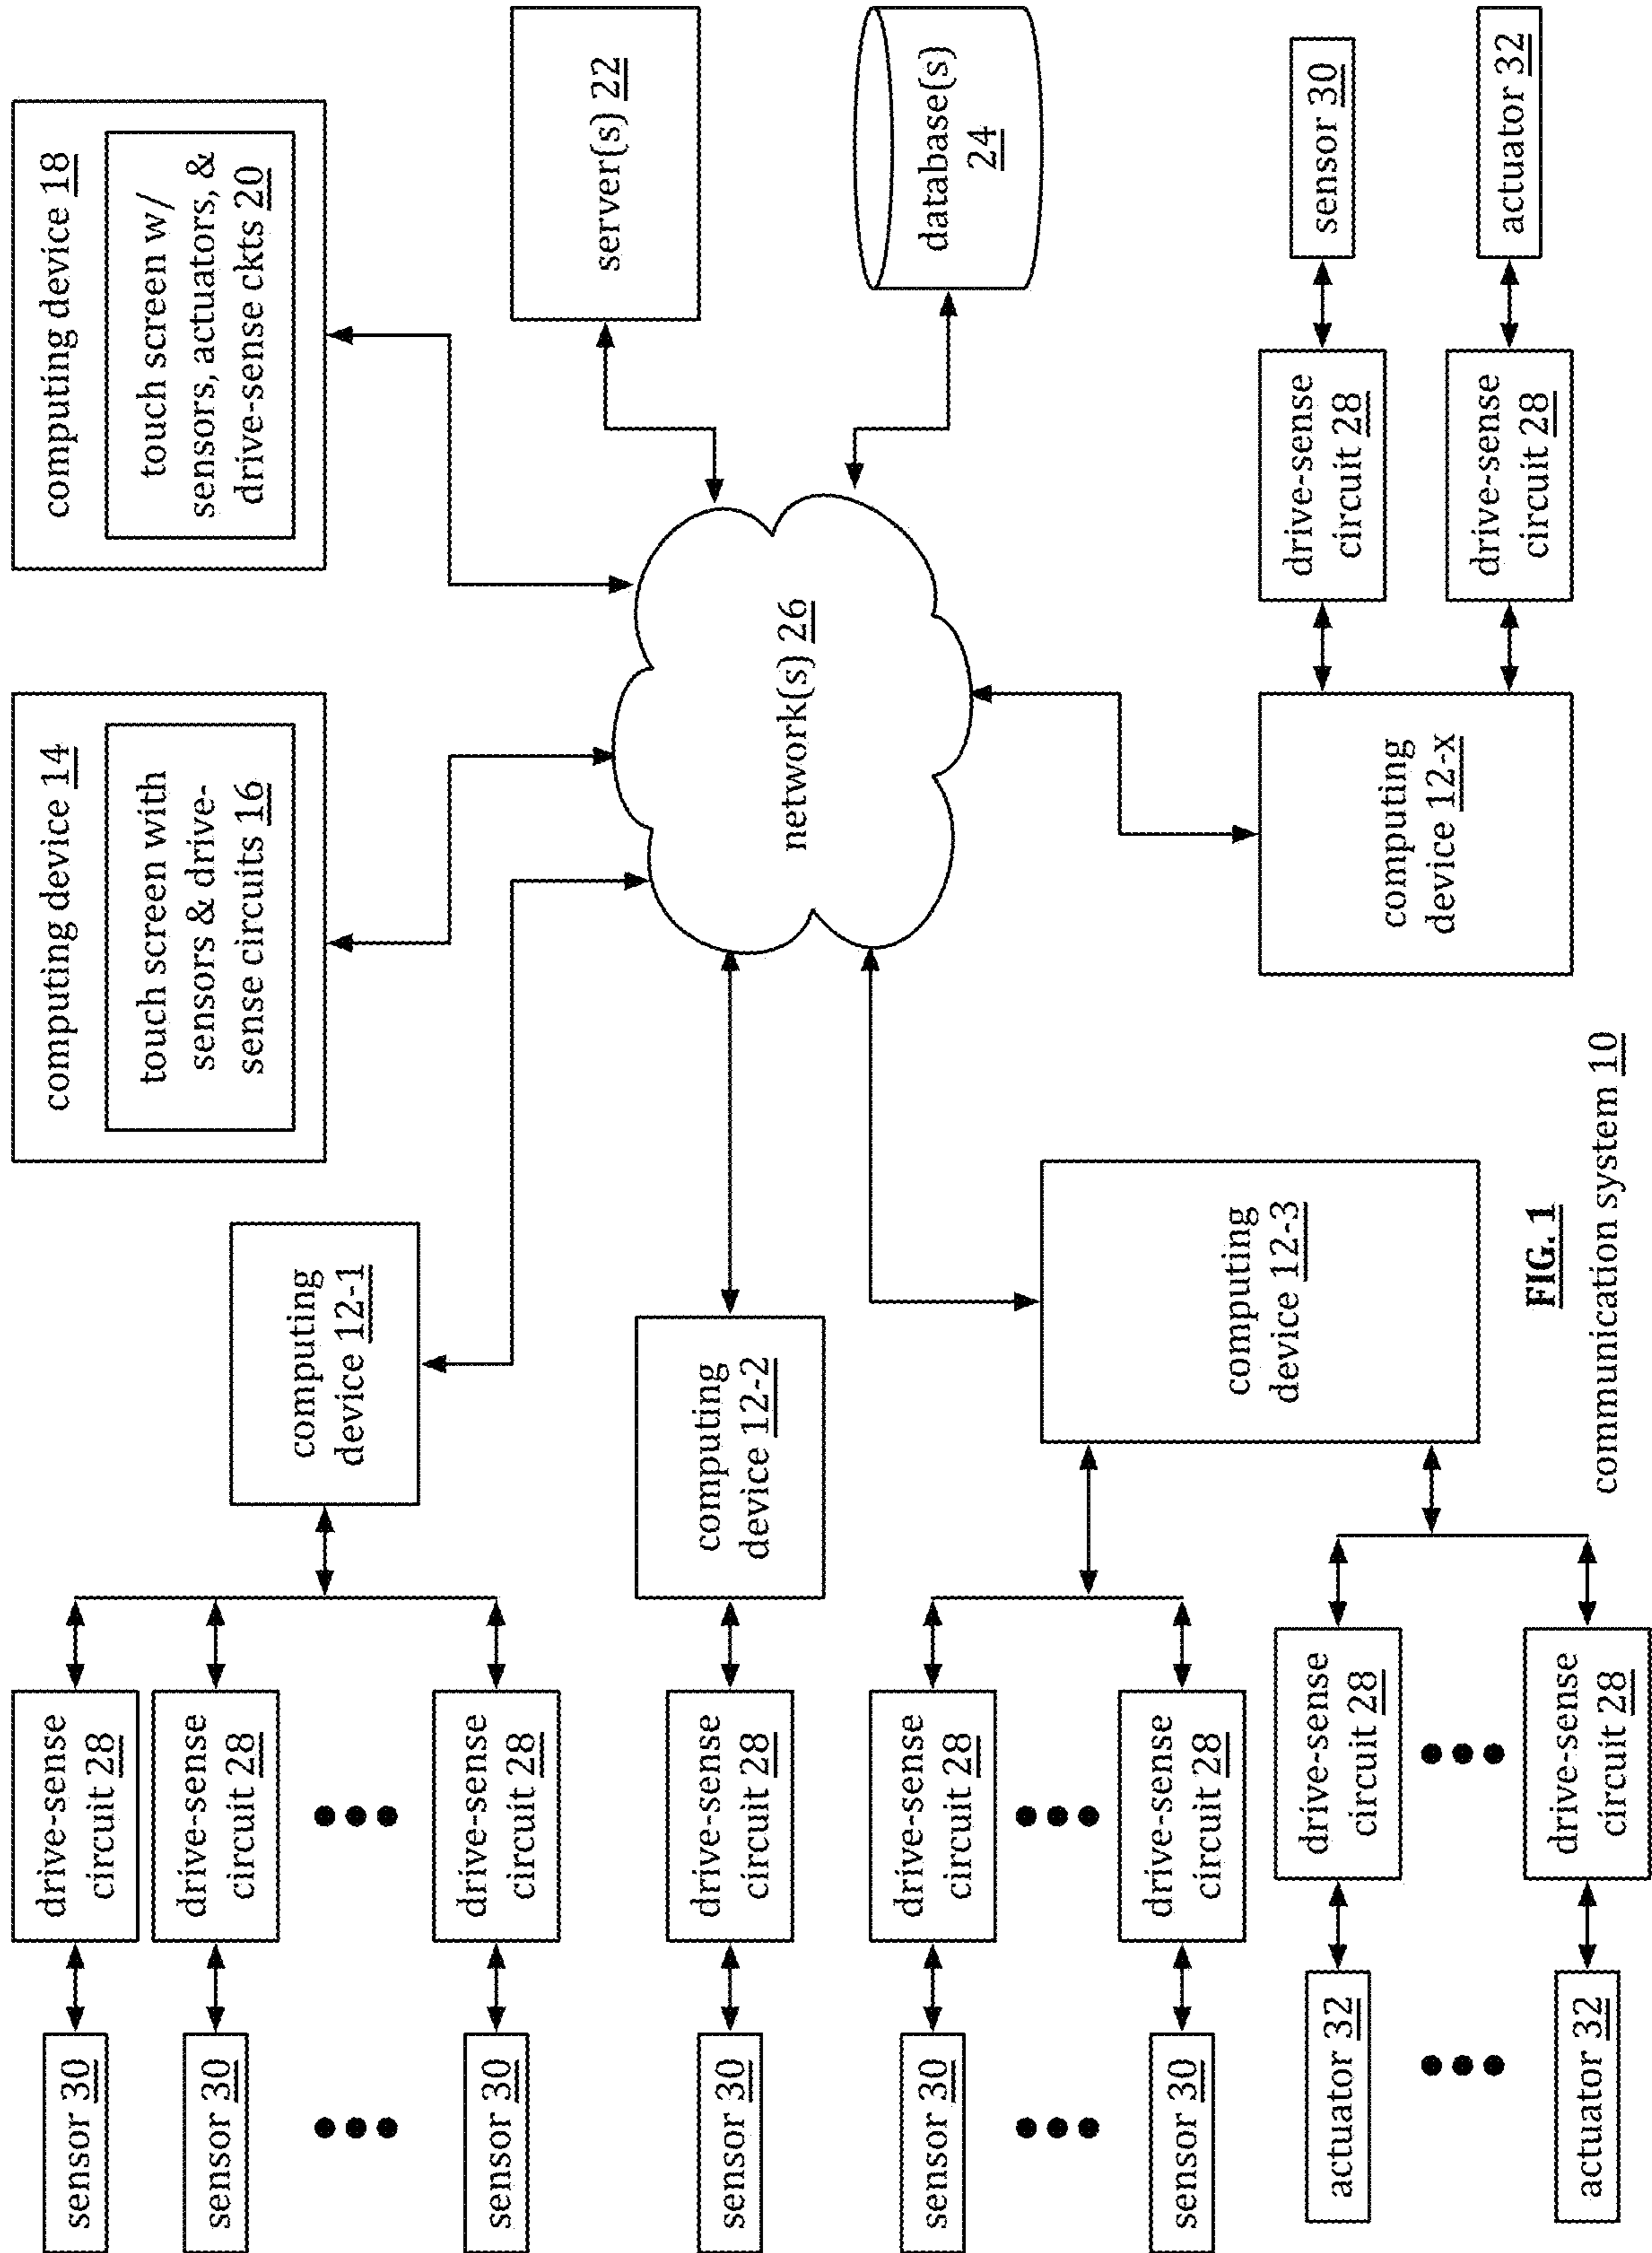 computing device 14
touch screen with
sensors & drive-
sense circuits 16
computing device 18
touch screen w/
sensors, actuators, &
drive-sense ckts 20
server(s) 22
database(s)
24
network(s) 26
computing
device 12-1
computing
device 12-2
computing
device 12-3
computing
device 12-x
sensor 30
drive-sense
circuit 28
sensor 30
drive-sense
circuit 28
sensor 30
drive-sense
circuit 28
sensor 30
drive-sense
circuit 28
sensor 30
drive-sense
circuit 28
sensor 30
drive-sense
circuit 28
actuator 32
drive-sense
circuit 28
actuator 32
drive-sense
circuit 28
drive-sense
circuit 28
sensor 30
drive-sense
circuit 28
actuator 32
FIG. 1
communication system 10